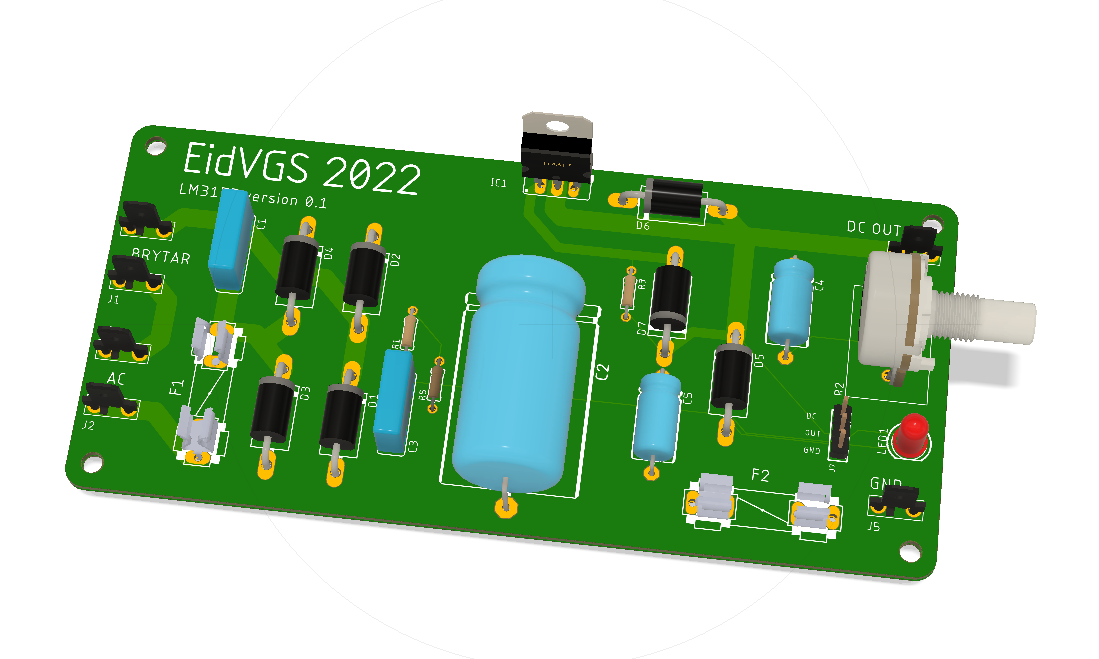 EidVGS 2022
LM317 version 0.1
IC1
C1
D6
DC OUT
BRYTAR
D4
D2
J1
R3
C4
D7
R1
D5
AC
F1
D3
D1
C2
C5
R2
J2
C3
DC
OUT
GND
LED1
F2
GND
J5